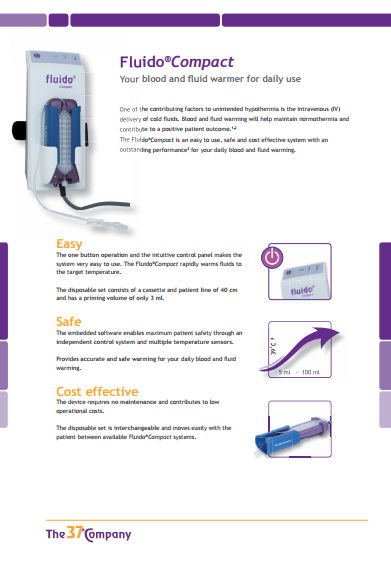 Fluido®Compact
Your blood and fluid warmer for daily use
fluido®
Compact
One of the contributing factors to unintended hypothermia is the intravenous (IV)
delivery of cold fluids. Blood and fluid warming will help maintain normothermia and
contribute to a positive patient outcome.¹,²
The Fluido®Compact is an easy to use, safe and cost effective system with an
outstanding performance³ for your daily blood and fluid warming.
Easy
The one button operation and the intuitive control panel makes the
system very easy to use. The Fluido®Compact rapidly warms fluids to
the target temperature.
The disposable set consists of a cassette and patient line of 40 cm
and has a priming volume of only 3 ml.
fluido®
Compact
Safe
The embedded software enables maximum patient safety through an
independent control system and multiple temperature sensors.
Provides accurate and safe warming for your daily blood and fluid
warming.
39˚C
5 ml - 100 ml
Cost effective
The device requires no maintenance and contributes to low
operational costs.
The disposable set is interchangeable and moves easily with the
patient between available Fluido®Compact systems.
The 37°Company